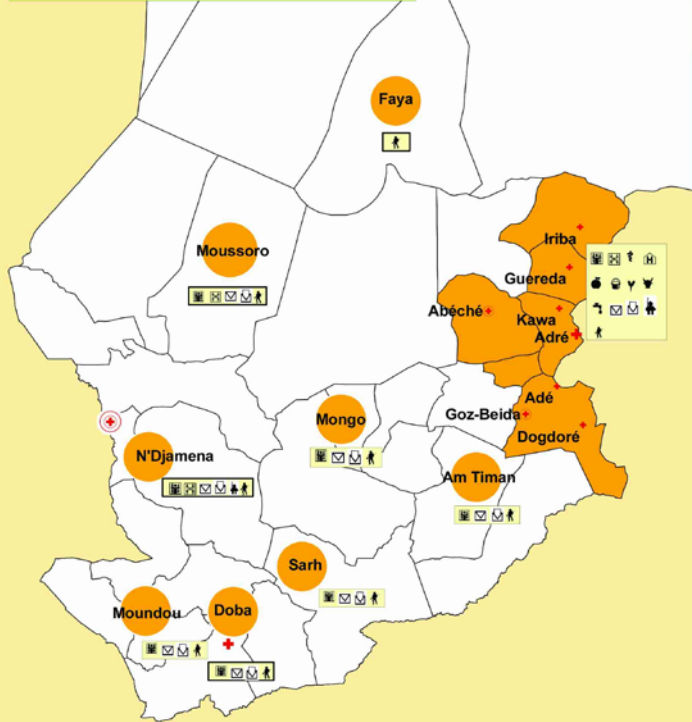 Faya
Iriba
Moussoro
Guereda
Abéché
Kawa
Adré
Adé
Mongo
Goz-Beida
Dogdoré
N'Djamena
Am Timan
Sarh
Moundou
Doba
H